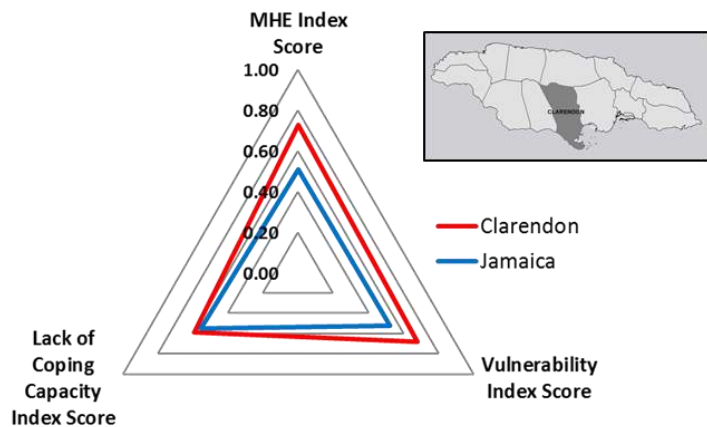 MHE Index
Score
1.00
0.80
0.60
0.40
0.20
0.00
CLARENDON
Clarendon
Jamaica
Lack of
Coping
Capacity
Index Score
Vulnerability
Index Score